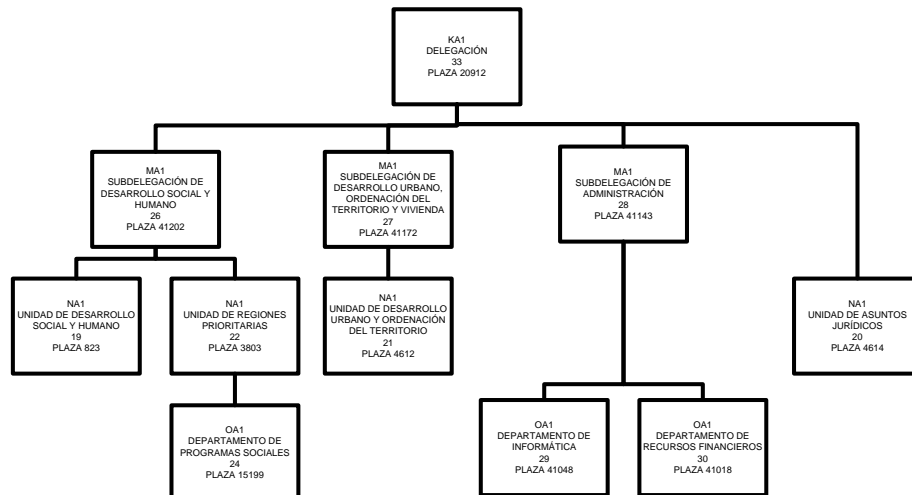 KA1
DELEGACIÓN
33
PLAZA 20912
MA1
SUBDELEGACIÓN DE
DESARROLLO SOCIAL Y
HUMANO
26
PLAZA 41202
MA1
SUBDELEGACIÓN DE
DESARROLLO URBANO,
ORDENACIÓN DEL
TERRITORIO Y VIVIENDA
27
PLAZA 41172
MA1
SUBDELEGACIÓN DE
ADMINISTRACIÓN
28
PLAZA 41143
NA1
UNIDAD DE DESARROLLO
SOCIAL Y HUMANO
19
PLAZA 823
NA1
UNIDAD DE REGIONES
PRIORITARIAS
22
PLAZA 3803
NA1
UNIDAD DE DESARROLLO
URBANO Y ORDENACIÓN
DEL TERRITORIO
21
PLAZA 4612
NA1
UNIDAD DE ASUNTOS
JURÍDICOS
20
PLAZA 4614
OA1
DEPARTAMENTO DE
PROGRAMAS SOCIALES
24
PLAZA 15199
OA1
DEPARTAMENTO DE
INFORMÁTICA
29
PLAZA 41048
OA1
DEPARTAMENTO DE
RECURSOS FINANCIEROS
30
PLAZA 41018